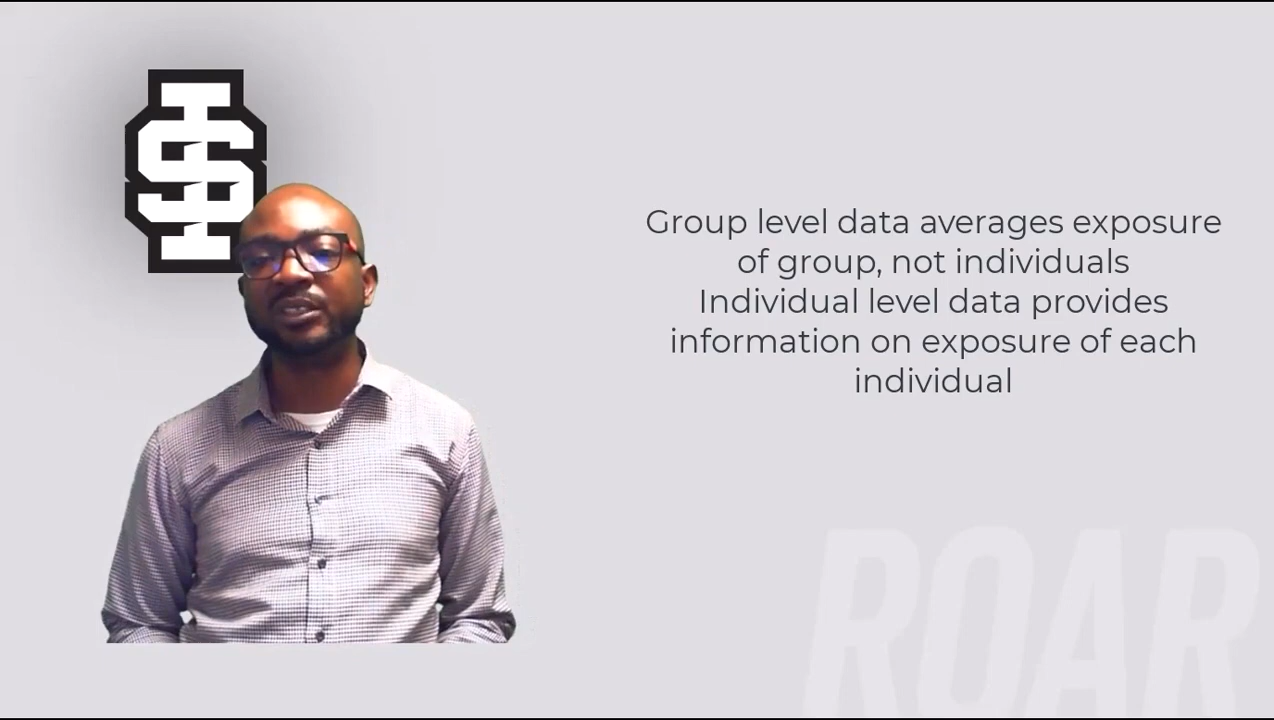 IS
Group level data averages exposure
of group, not individuals
Individual level data provides
information on exposure of each
individual
ROAR